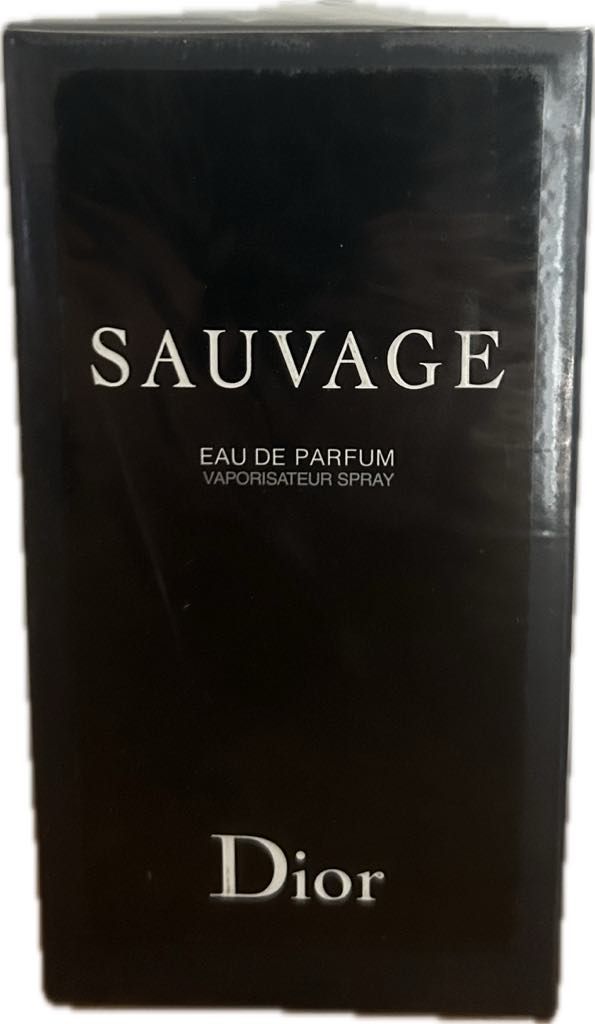 SAUVAGE
EAU DE PARFUM
VAPORISATEUR SPRAY
Dior